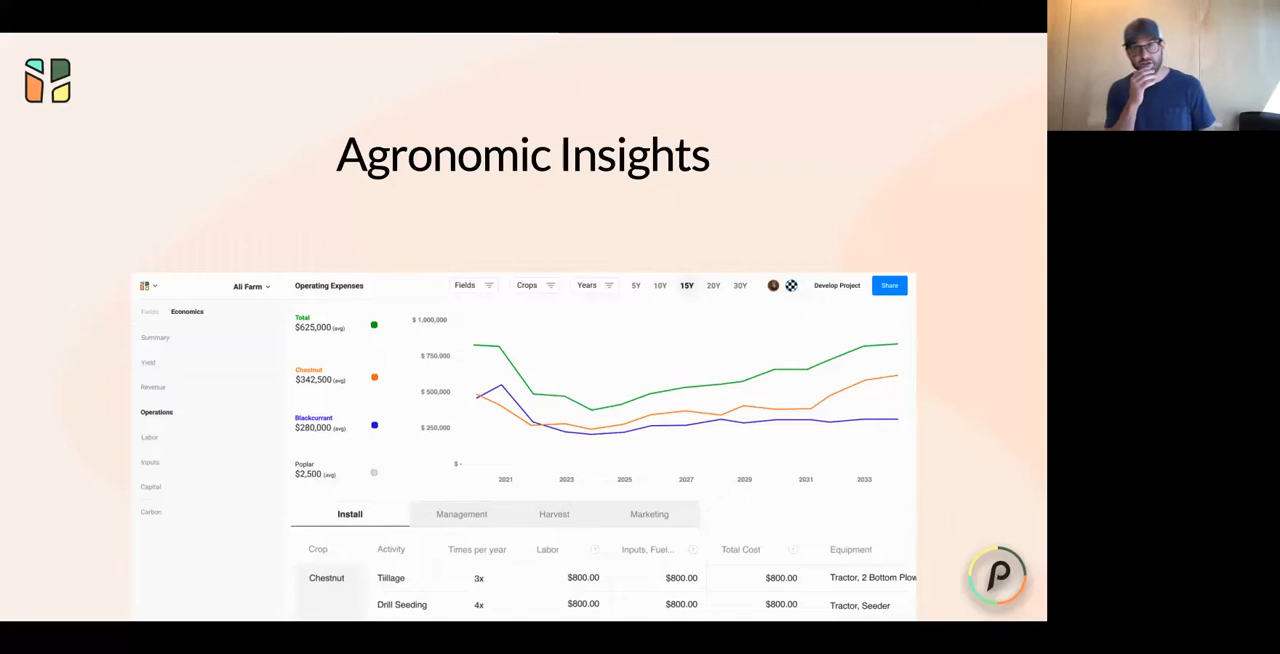 Agronomic Insights
Ali Farm
Operating Expenses
Fields
Crops
Years
5Y
10Y
15Y
20Y
30Y
Develop Project
Share
Fields
Economics
Summary
Yield
Revenue
Operations
Labor
Inputs
Capital
Carbon
Total
$625,000 (avg)
Chestnut
$342,500 (avg)
Blackcurrant
$280,000 (avg)
Poplar
$2,500 (avg)
$ 1,000,000
$ 750.000
$ 500,000
$ 250.000
$ -
2021
2023
2025
2027
2029
2031
2033
Install
Management
Harvest
Marketing
Crop
Activity
Times per year
Labor
Inputs, Fuel...
Total Cost
Equipment
Chestnut
Tiillage
3x
$800.00
$800.00
$800.00
Tractor, 2 Bottom Plow
Drill Seeding
4x
$800.00
$800.00
$800.00
Tractor, Seeder
p